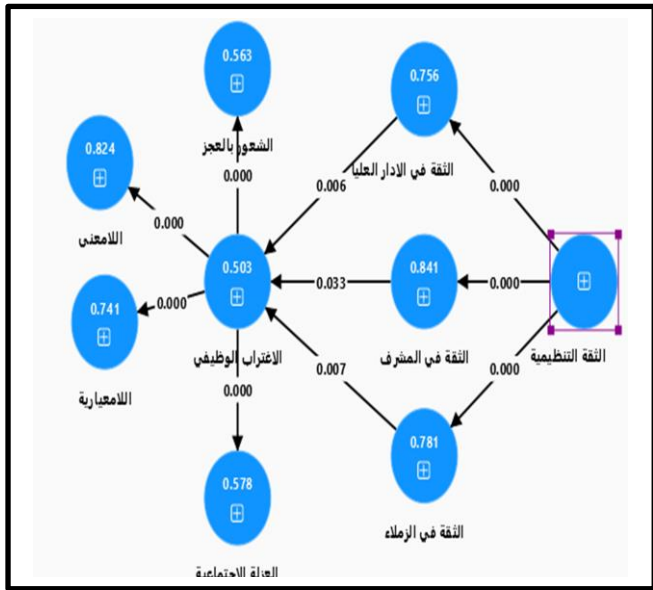 0.563
الشعور بالعجز
0.000
0.756
الثقة في الادار العليا
0.006
0.000
0.824
اللامعنى
0.000
0.503
الاغتراب الوظيفي
0.033
0.841
الثقة في المشرف
0.000
الثقة التنظيمية
0.741
اللامعيارية
0.000
0.000
0.007
0.000
0.781
الثقة في الزملاء
0.578
العزلة الاجتماعية